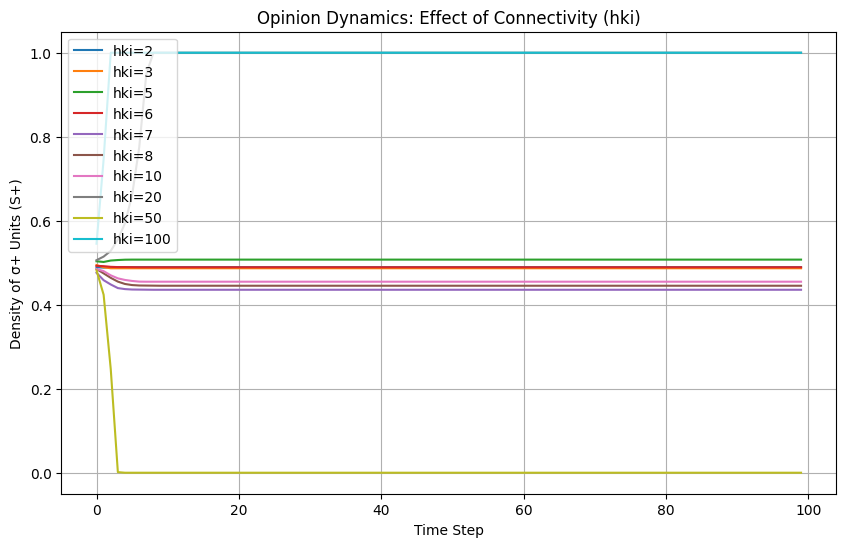 Opinion Dynamics: Effect of Connectivity (hki)
hki=2
hki=3
hki=5
hki=6
hki=7
hki=8
hki=10
hki=20
hki=50
hki=100
Density of σ+ Units (S+)
1.0
0.8
0.6
0.4
0.2
0.0
0
20
40
60
80
100
Time Step